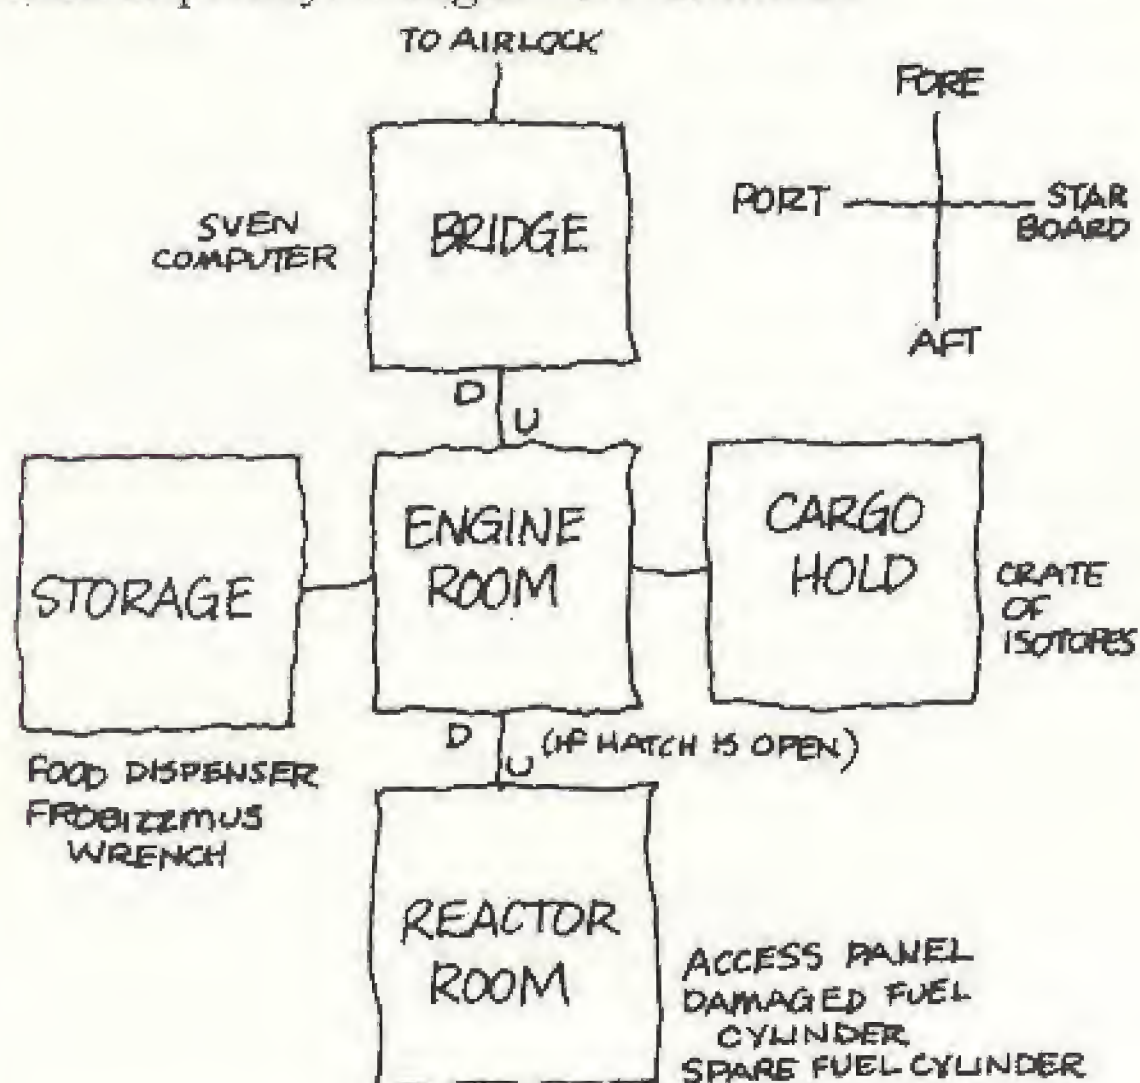 TO AIRLOCK
FORE
PORT
STAR
BOARD
AFT
SVEN
COMPUTER
BRIDGE
D
U
STORAGE
ENGINE
ROOM
CARGO
HOLD
CRATE
OF
ISOTOPES
D
U
(IF HATCH IS OPEN)
FOOD DISPENSER
FROBIZZMUS
WRENCH
REACTOR
ROOM
ACCESS PANEL
DAMAGED FUEL
CYLINDER
SPARE FUEL CYLINDER